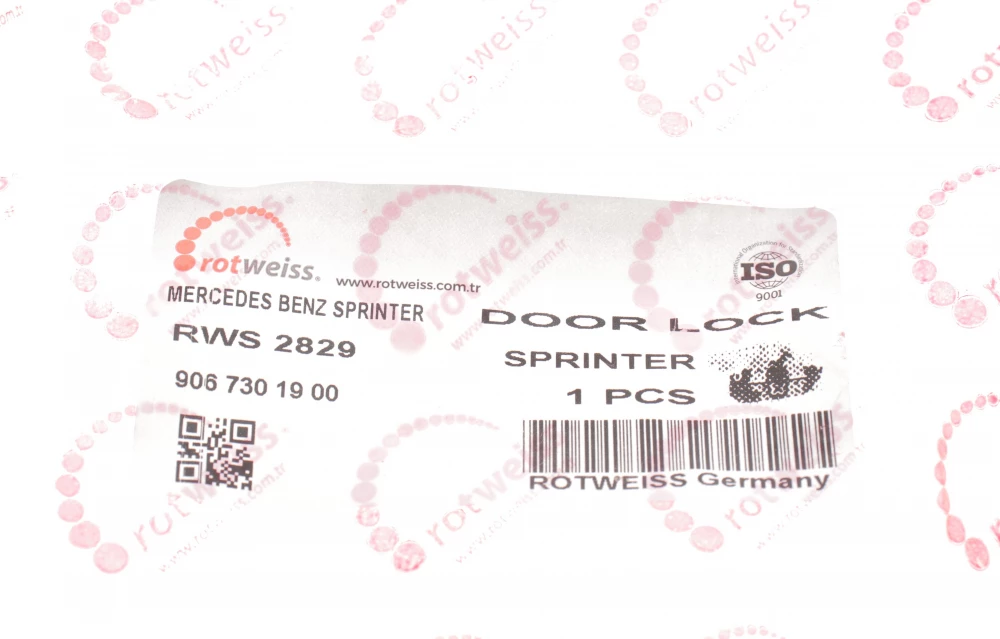 rotweiss.
www.rotweiss.com.tr
MERCEDES BENZ SPRINTER
RWS 2829
906 730 19 00
ISO
9001
DOOR LOCK
SPRINTER
1 PCS
ROTWEISS Germany